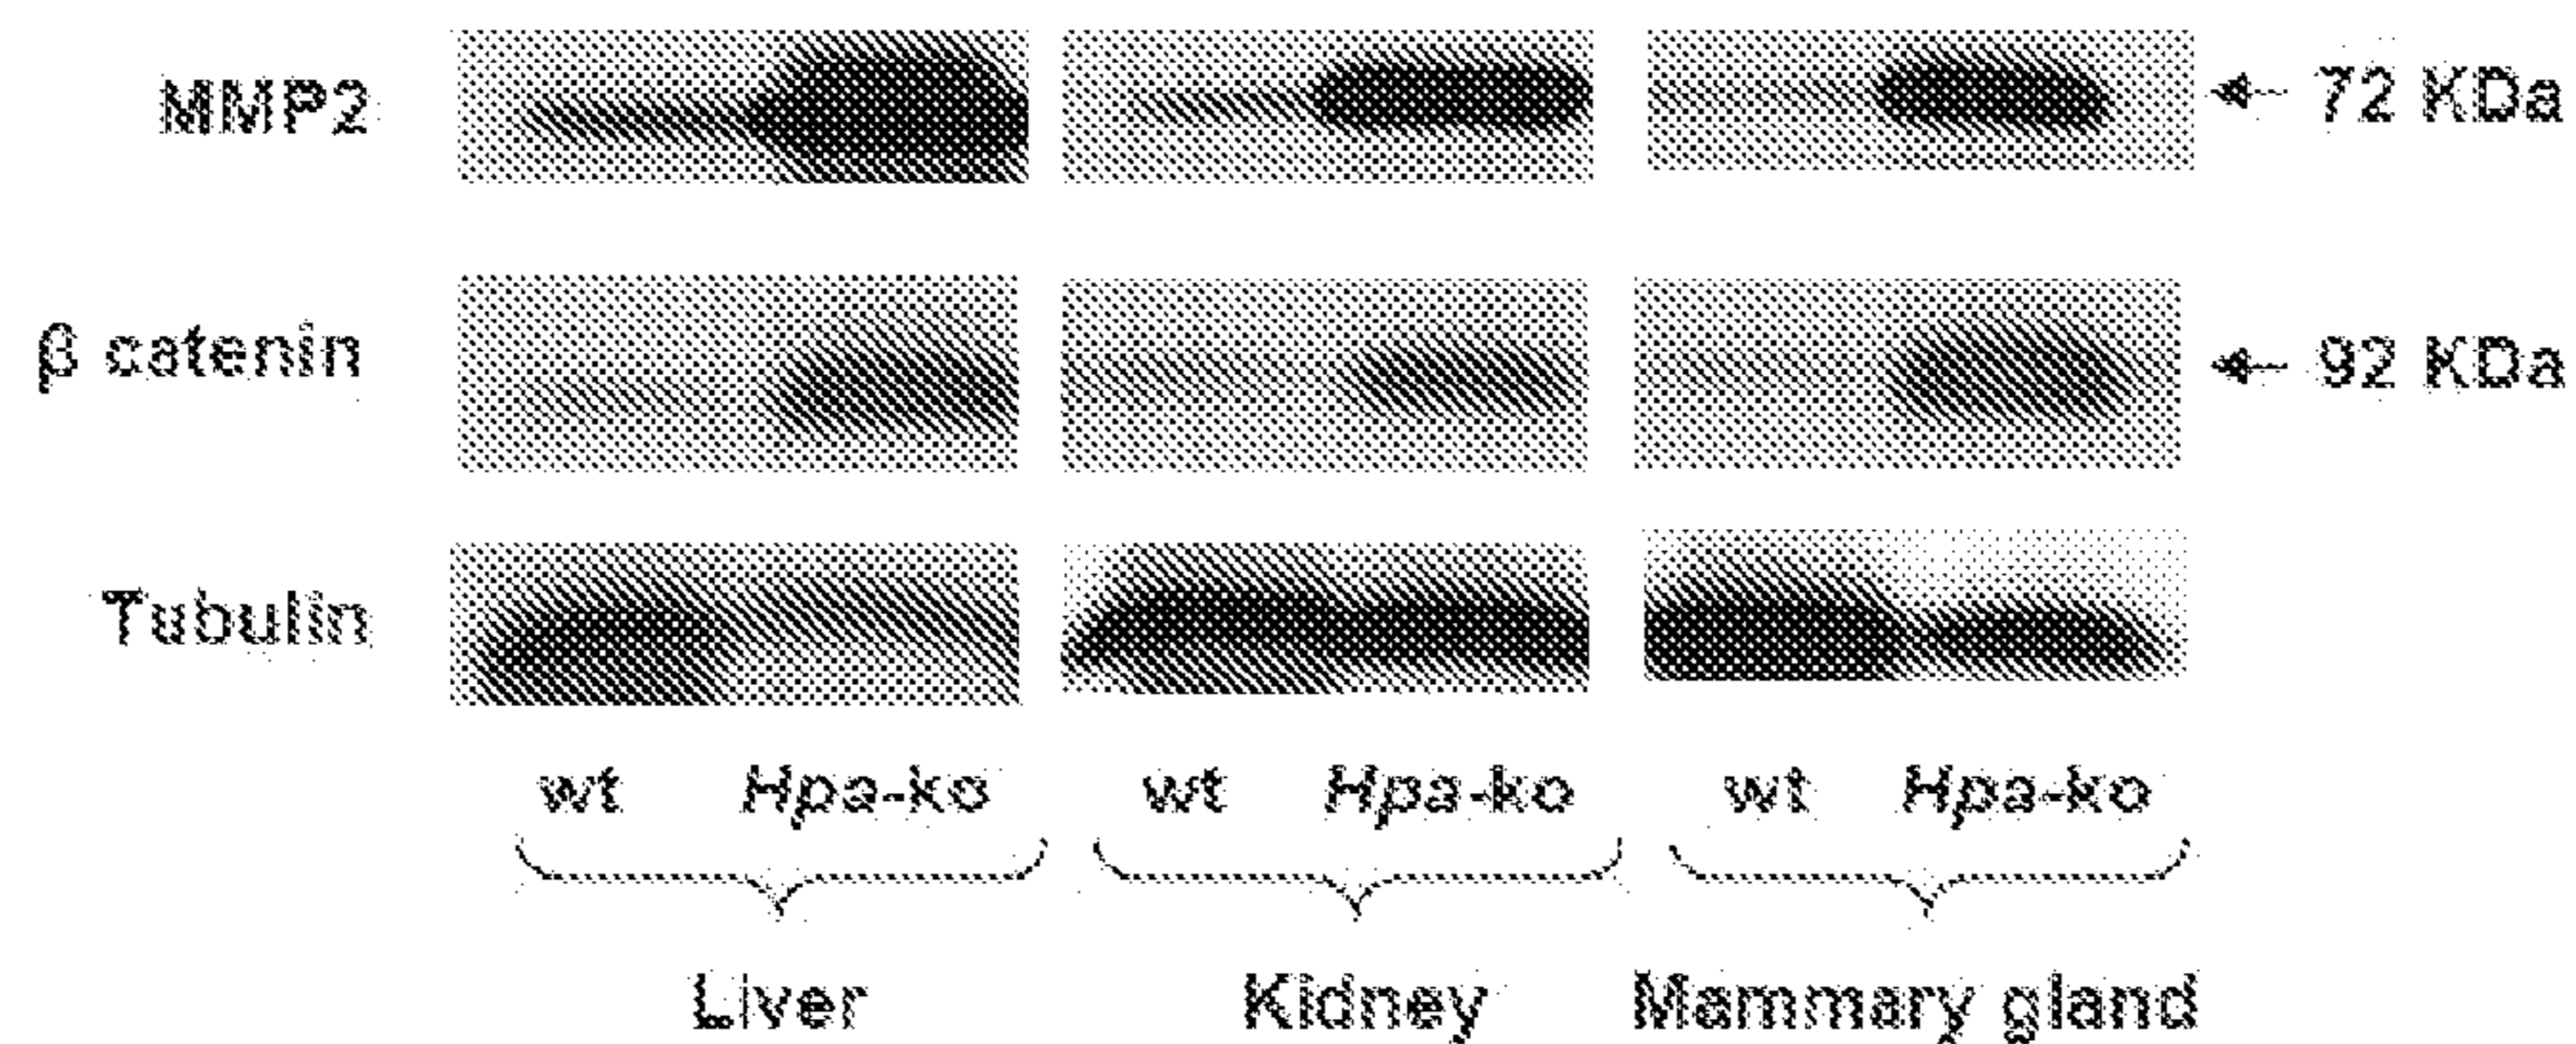 MMP2 ← 72 KDa
β catenin ← 92 KDa
Tubulin
wt Hpa-ko wt Hpa-ko wt Hpa-ko
Liver Kidney Mammary gland